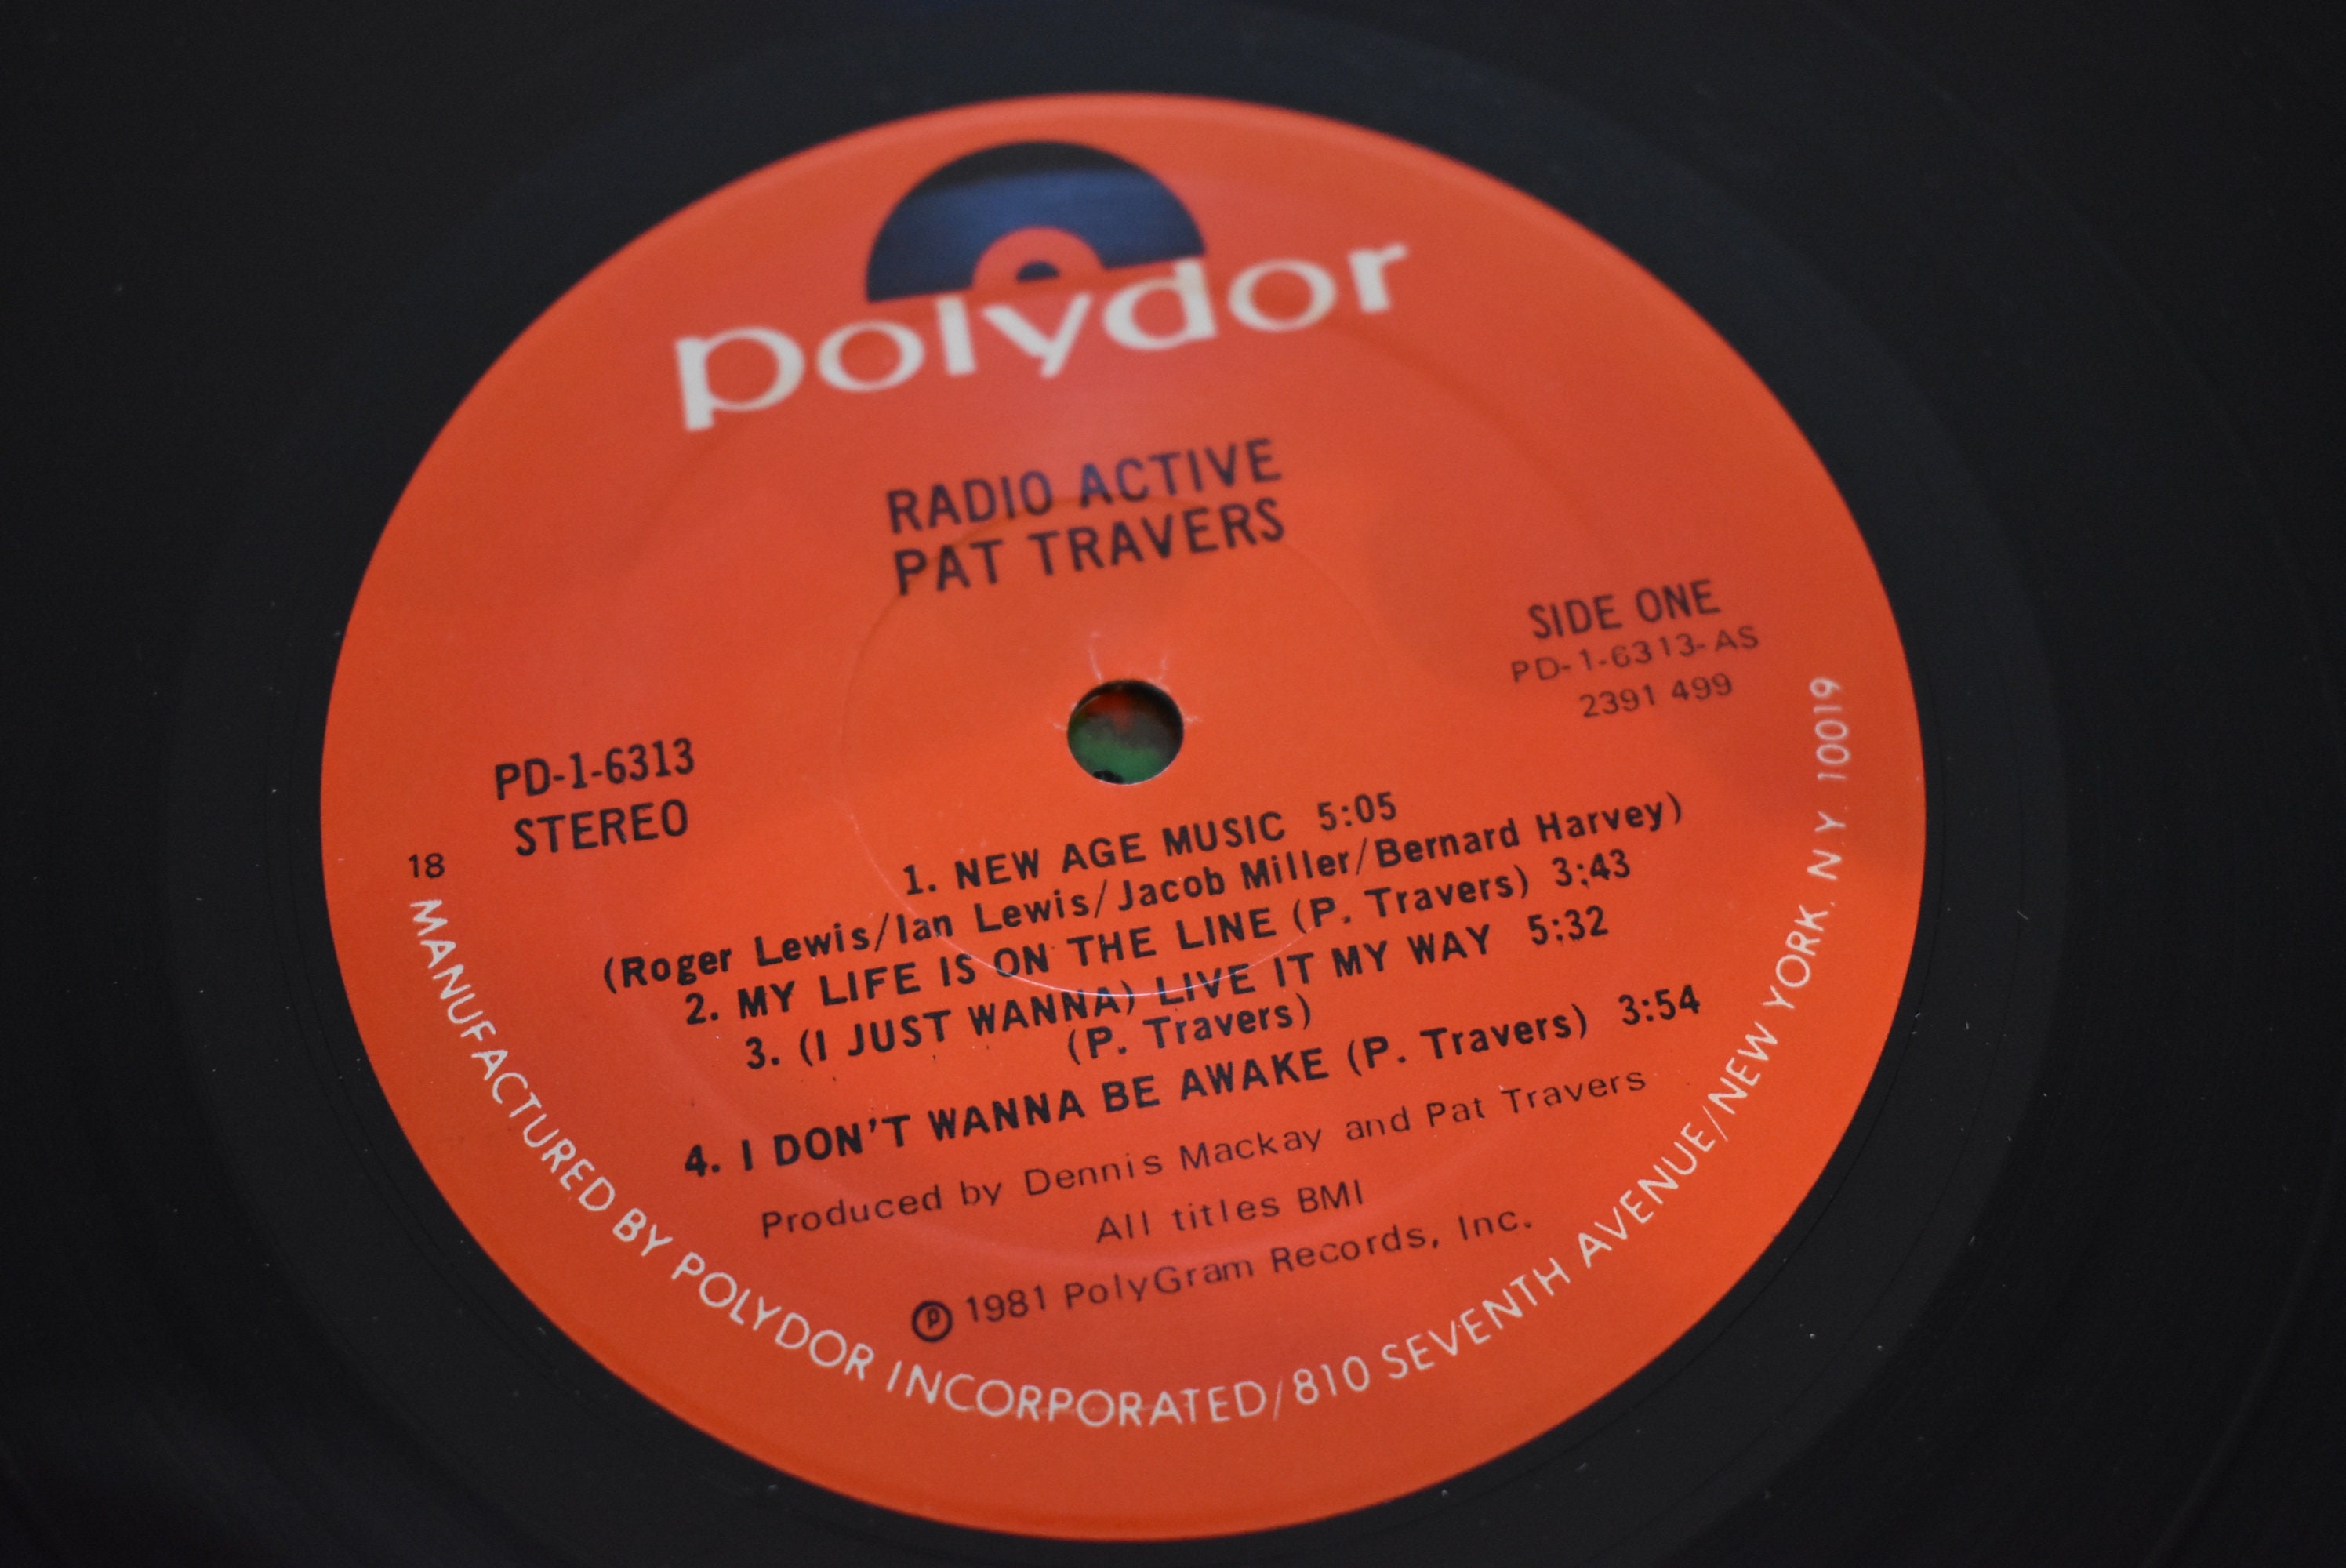 polydor
RADIO ACTIVE
PAT TRAVERS
SIDE ONE
PD-1-6313-AS
2391 499
PD-1-6313
STEREO
18
1. NEW AGE MUSIC 5:05
(Roger Lewis/Ian Lewis/Jacob Miller/Bernard Harvey)
2. MY LIFE IS ON THE LINE (P. Travers) 3:43
3. (I JUST WANNA) LIVE IT MY WAY 5:32
(P. Travers)
4. I DON'T WANNA BE AWAKE (P. Travers) 3:54
Produced by Dennis Mackay and Pat Travers
All titles BMI
℗ 1981 PolyGram Records, Inc.
MANUFACTURED BY POLYDOR INCORPORATED/810 SEVENTH AVENUE/NEW YORK, N.Y. 10019